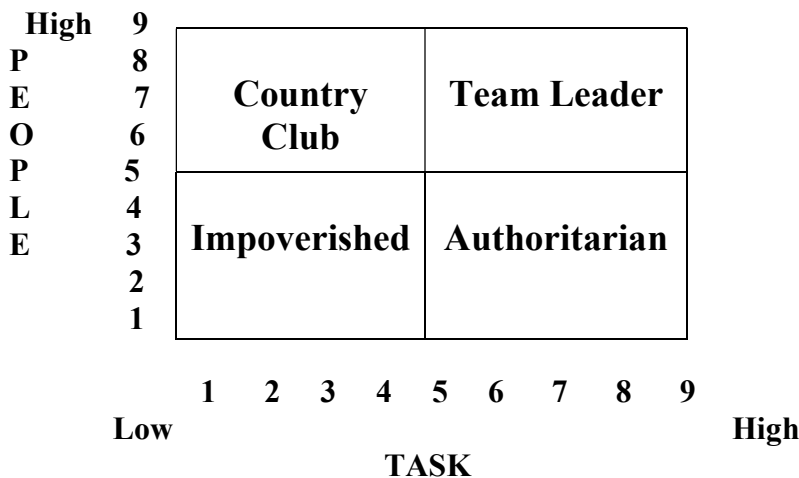 High 9
P 8
E 7 Country Team Leader
O 6 Club
P 5
L 4
E 3 Impoverished Authoritarian
2
1
1 2 3 4 5 6 7 8 9
Low High
TASK